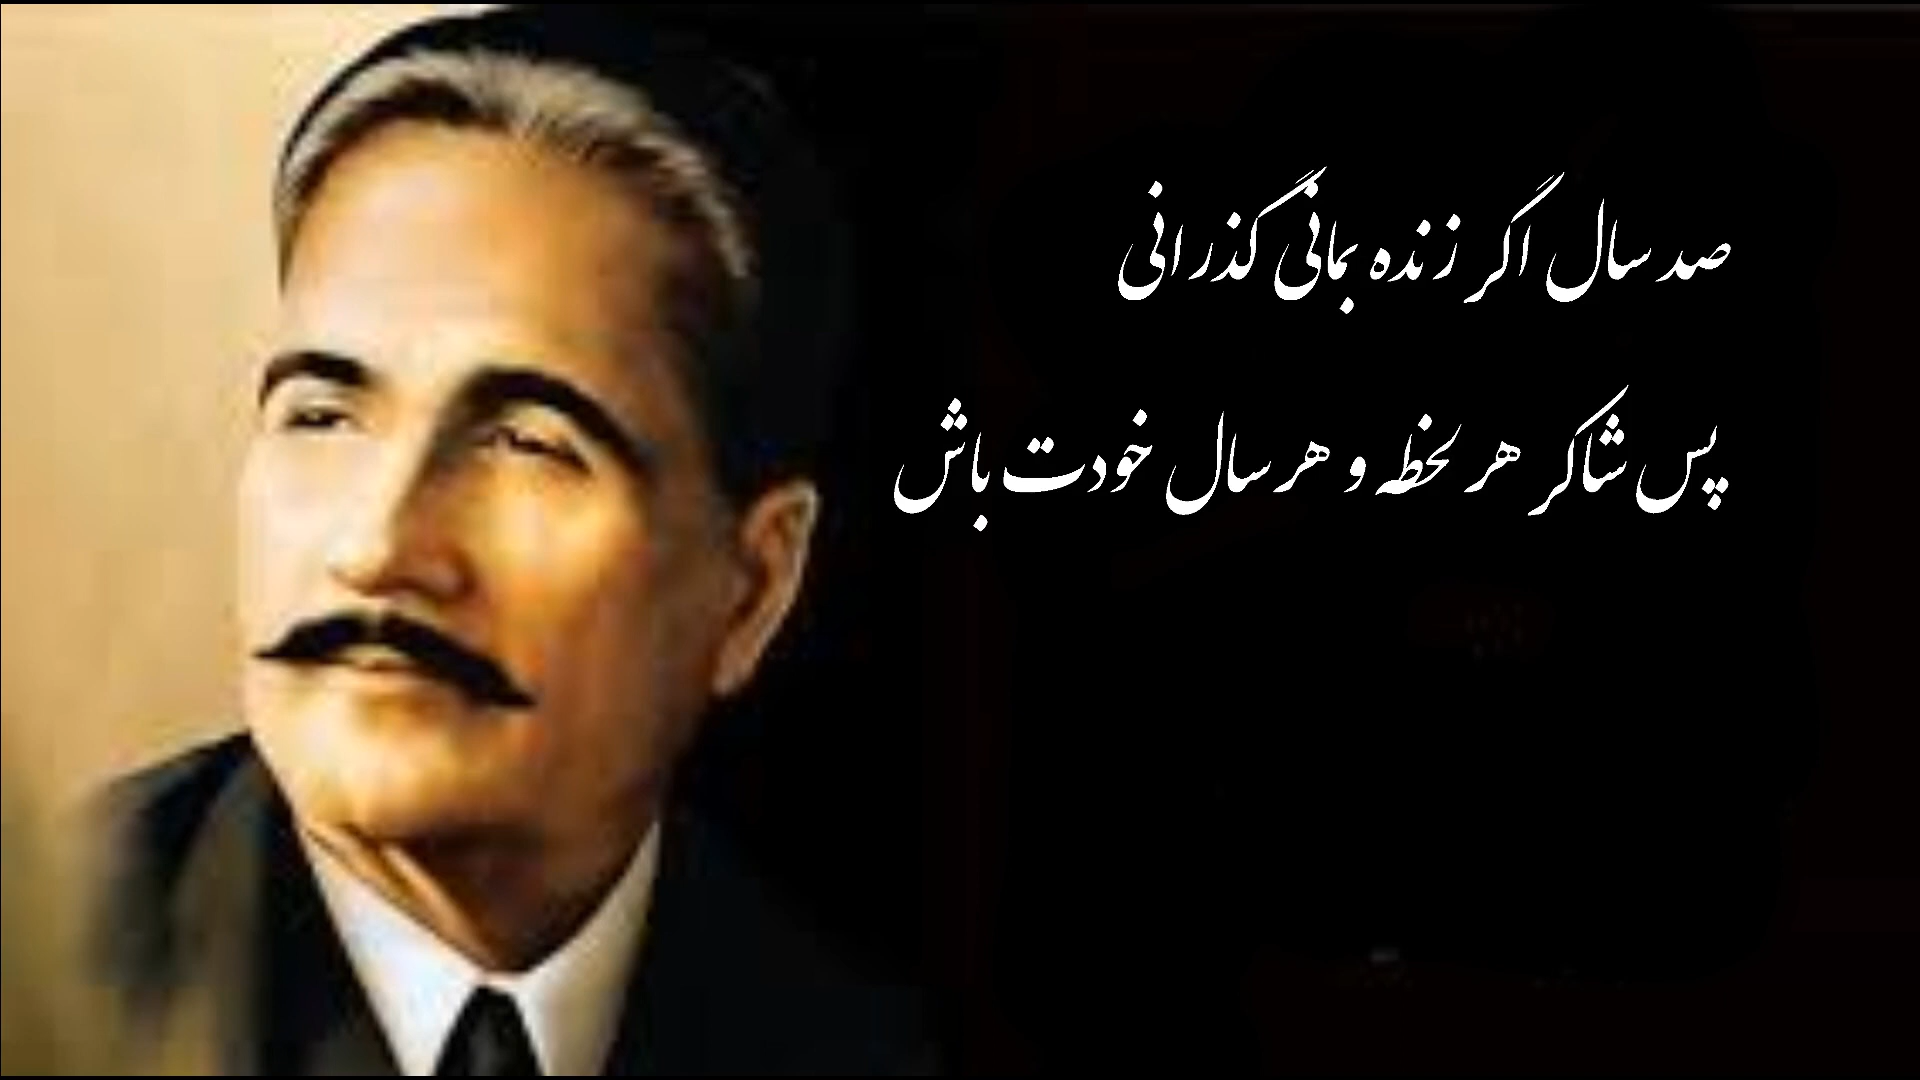 صد سال اگر زنده بمانی گذرانی
پس شاکر هر لحظه و هر سال خودت باش